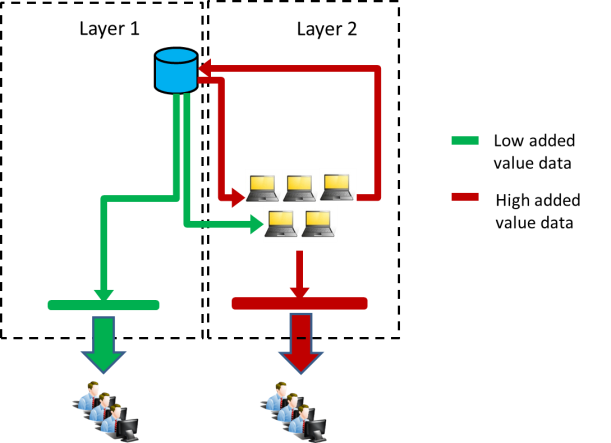 Layer 1
Layer 2
Low added
value data
High added
value data